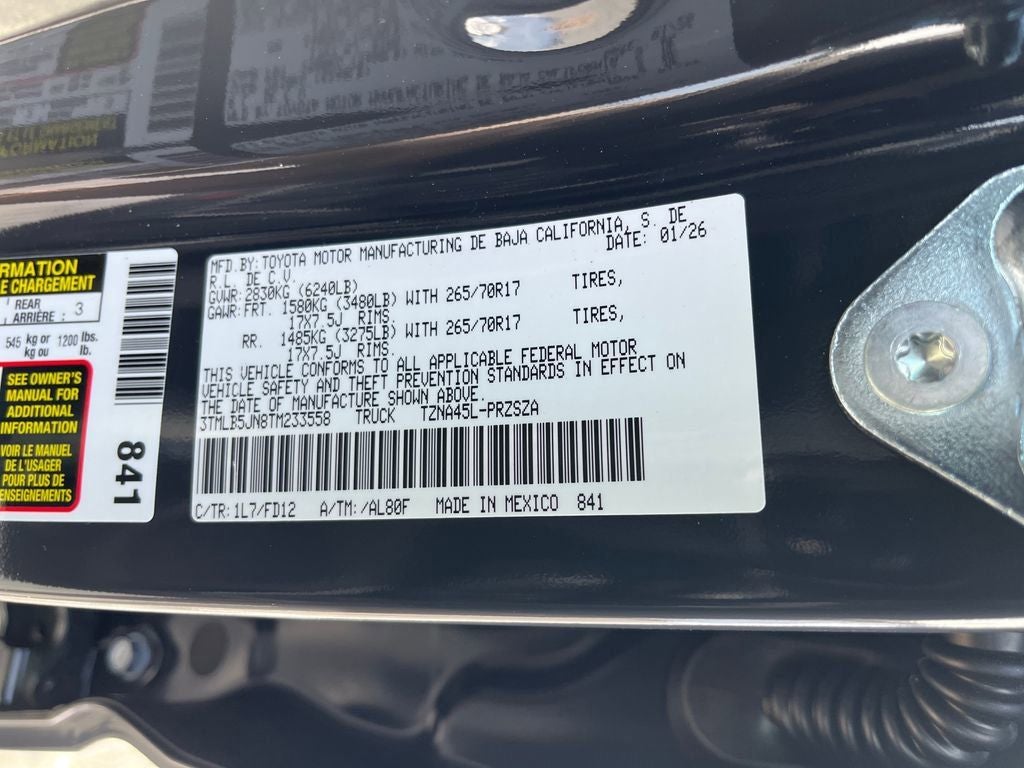 RMATION
E CHARGEMENT
REAR
ARRIÈRE : 3
545 kg or 1200 lbs.
kg ou lb.
SEE OWNER'S
MANUAL FOR
ADDITIONAL
INFORMATION
VOIR LE MANUEL
DE L'USAGER
POUR PLUS DE
RENSEIGNEMENTS
841
MFD.BY: TOYOTA MOTOR MANUFACTURING DE BAJA CALIFORNIA, S. DE
R.L. DE C.V. DATE: 01/26
GVWR: 2830KG (6240LB)
GAWR: FRT. 1580KG (3480LB) WITH 265/70R17 TIRES,
17X7.5J RIMS.
RR. 1485KG (3275LB) WITH 265/70R17 TIRES,
17X7.5J RIMS.
THIS VEHICLE CONFORMS TO ALL APPLICABLE FEDERAL MOTOR
VEHICLE SAFETY AND THEFT PREVENTION STANDARDS IN EFFECT ON
THE DATE OF MANUFACTURE SHOWN ABOVE.
3TMLB5JN8TM233558 TRUCK TZNA45L-PRZSZA
C/TR:1L7/FD12 A/TM:/AL80F MADE IN MEXICO 841